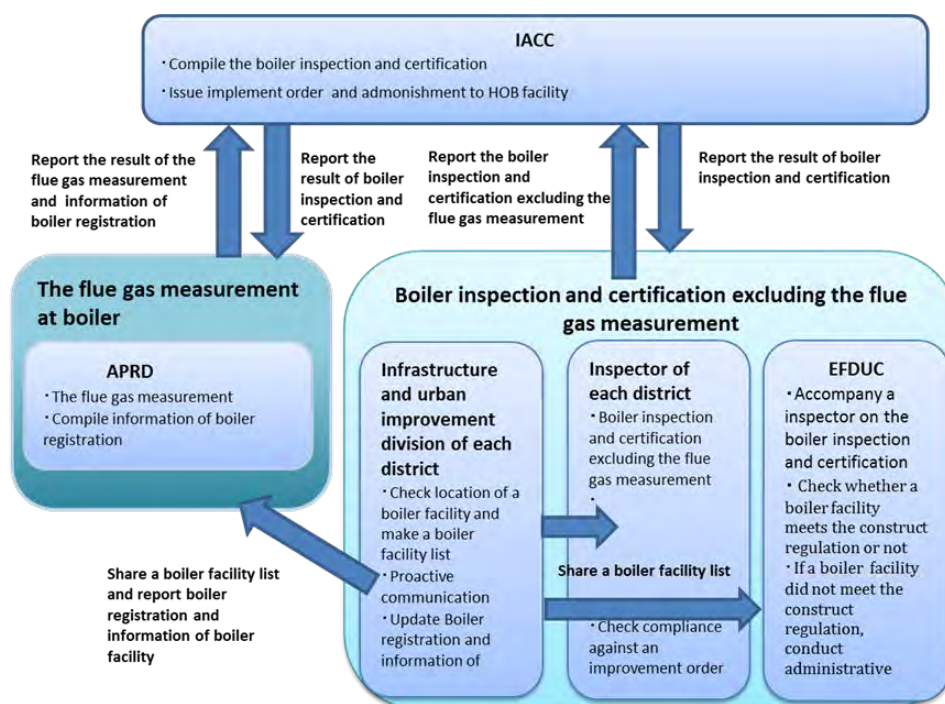 IACC
・Compile the boiler inspection and certification
・Issue implement order and admonishment to HOB facility
Report the result of the
flue gas measurement
and information of
boiler registration
Report the
result of boiler
inspection and
certification
Report the boiler
inspection and
certification excluding the
flue gas measurement
Report the result of boiler
inspection and certification
The flue gas measurement
at boiler
APRD
・The flue gas measurement
・Compile information of boiler
registration
Boiler inspection and certification excluding the flue
gas measurement
Infrastructure
and urban
improvement
division of each
district
・Check location of a
boiler facility and
make a boiler
facility list
・Proactive
communication
・Update Boiler
registration and
information of
Inspector of
each district
・Boiler inspection
and certification
excluding the flue
gas measurement
・
Share a boiler facility list
・Check compliance
against an
improvement order
EFDUC
・Accompany a
inspector on the
boiler inspection
and certification
・Check whether a
boiler facility
meets the construct
regulation or not
・If a boiler facility
did not meet the
construct
regulation,
conduct
administrative
Share a boiler facility list
and report boiler
registration and
information of boiler
facility